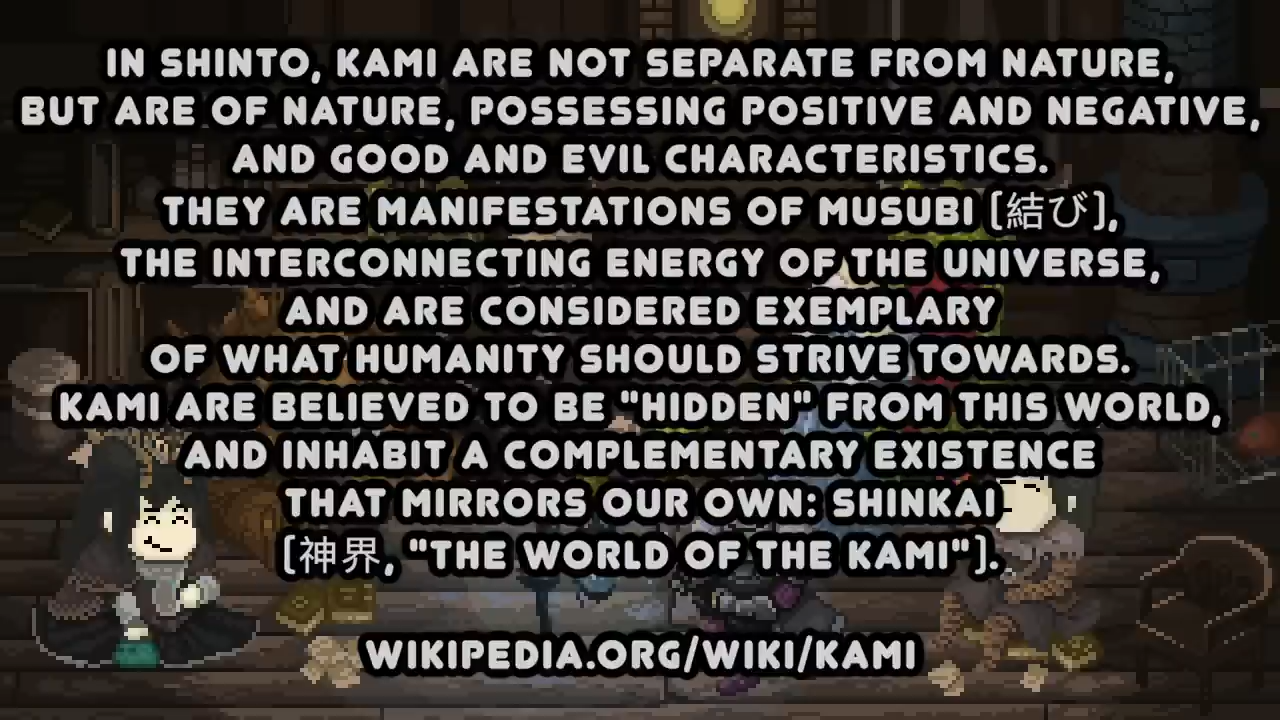 IN SHINTO, KAMI ARE NOT SEPARATE FROM NATURE,
BUT ARE OF NATURE, POSSESSING POSITIVE AND NEGATIVE,
AND GOOD AND EVIL CHARACTERISTICS.
THEY ARE MANIFESTATIONS OF MUSUBI [結び],
THE INTERCONNECTING ENERGY OF THE UNIVERSE,
AND ARE CONSIDERED EXEMPLARY
OF WHAT HUMANITY SHOULD STRIVE TOWARDS.
KAMI ARE BELIEVED TO BE "HIDDEN" FROM THIS WORLD,
AND INHABIT A COMPLEMENTARY EXISTENCE
THAT MIRRORS OUR OWN: SHINKAI
[神界, "THE WORLD OF THE KAMI"].
WIKIPEDIA.ORG/WIKI/KAMI